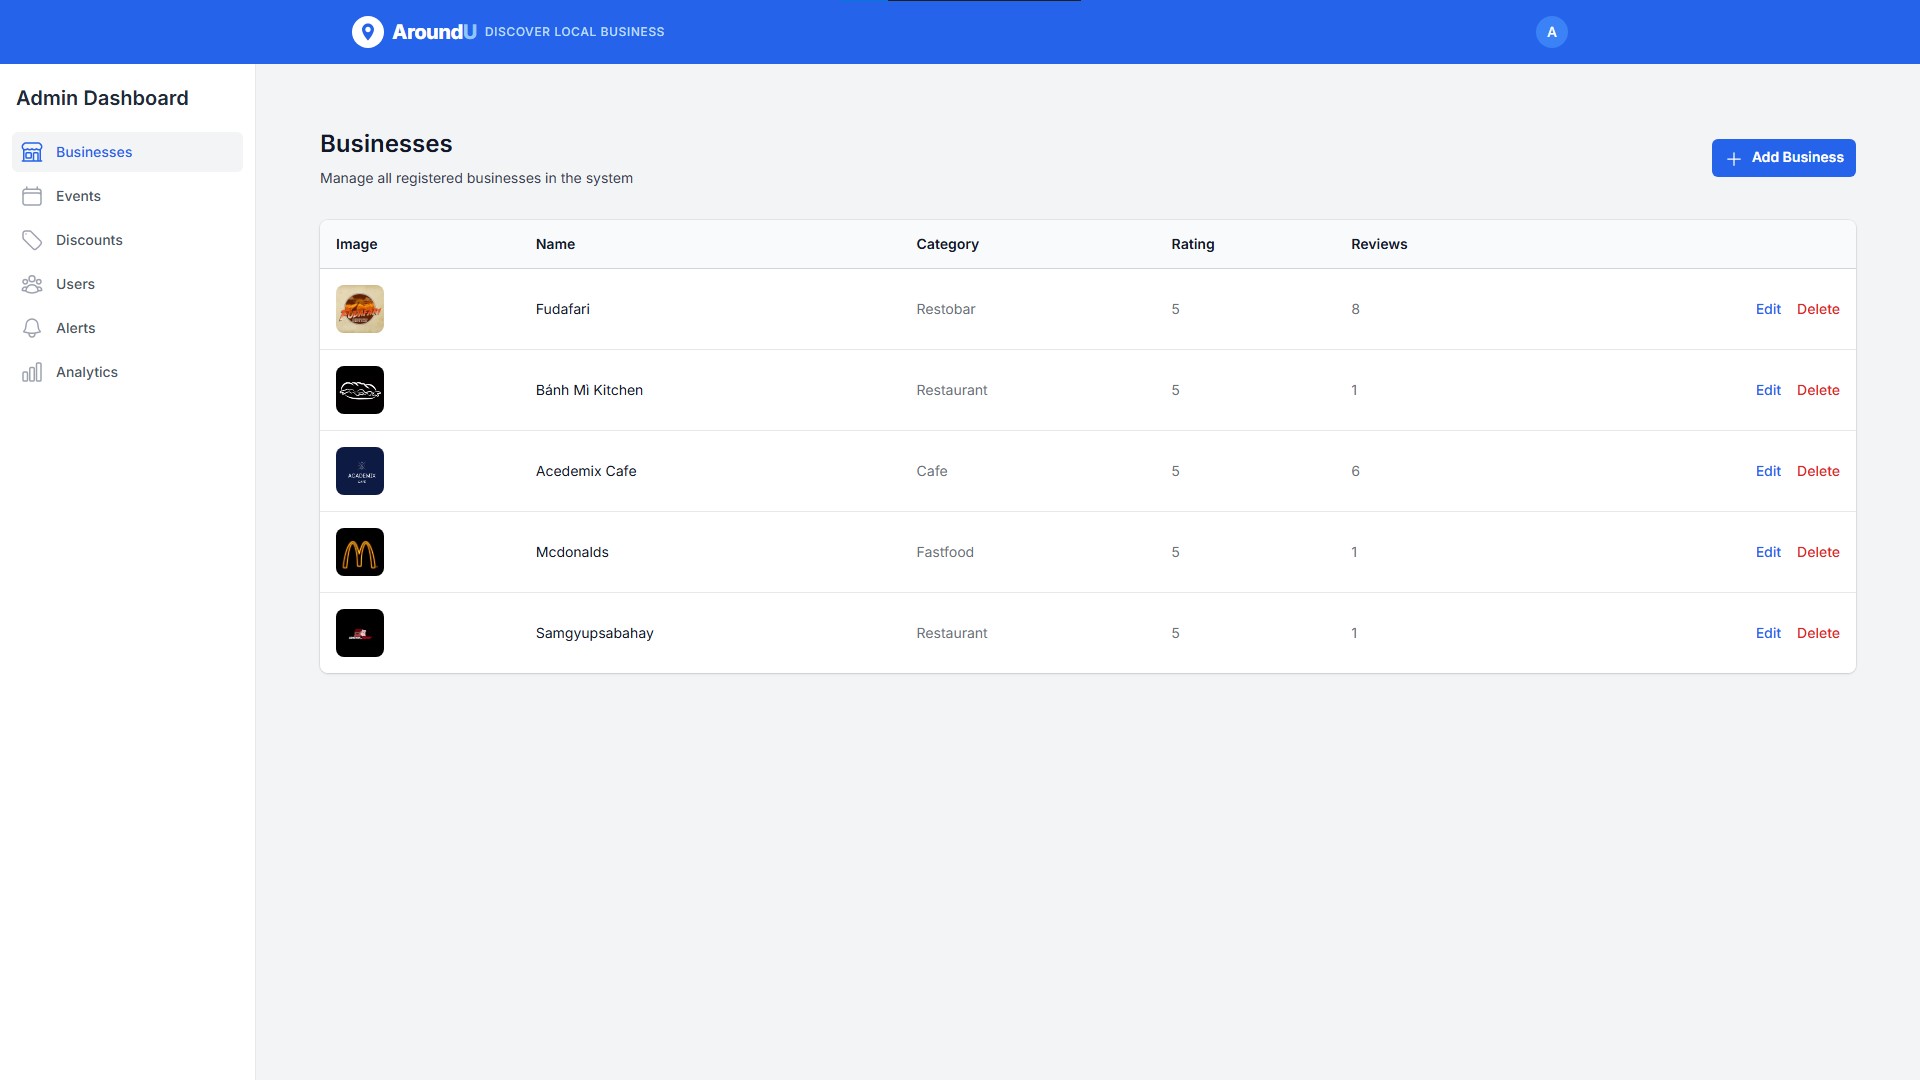 AroundU DISCOVER LOCAL BUSINESS
A
Admin Dashboard
Businesses
Events
Discounts
Users
Alerts
Analytics
Businesses
Manage all registered businesses in the system
Add Business
Image Name Category Rating Reviews
Fudafari Restobar 5 8 Edit Delete
Bánh Mì Kitchen Restaurant 5 1 Edit Delete
ACADEMIX
Acedemix Cafe Cafe 5 6 Edit Delete
Mcdonalds Fastfood 5 1 Edit Delete
Samgyupsabahay Restaurant 5 1 Edit Delete